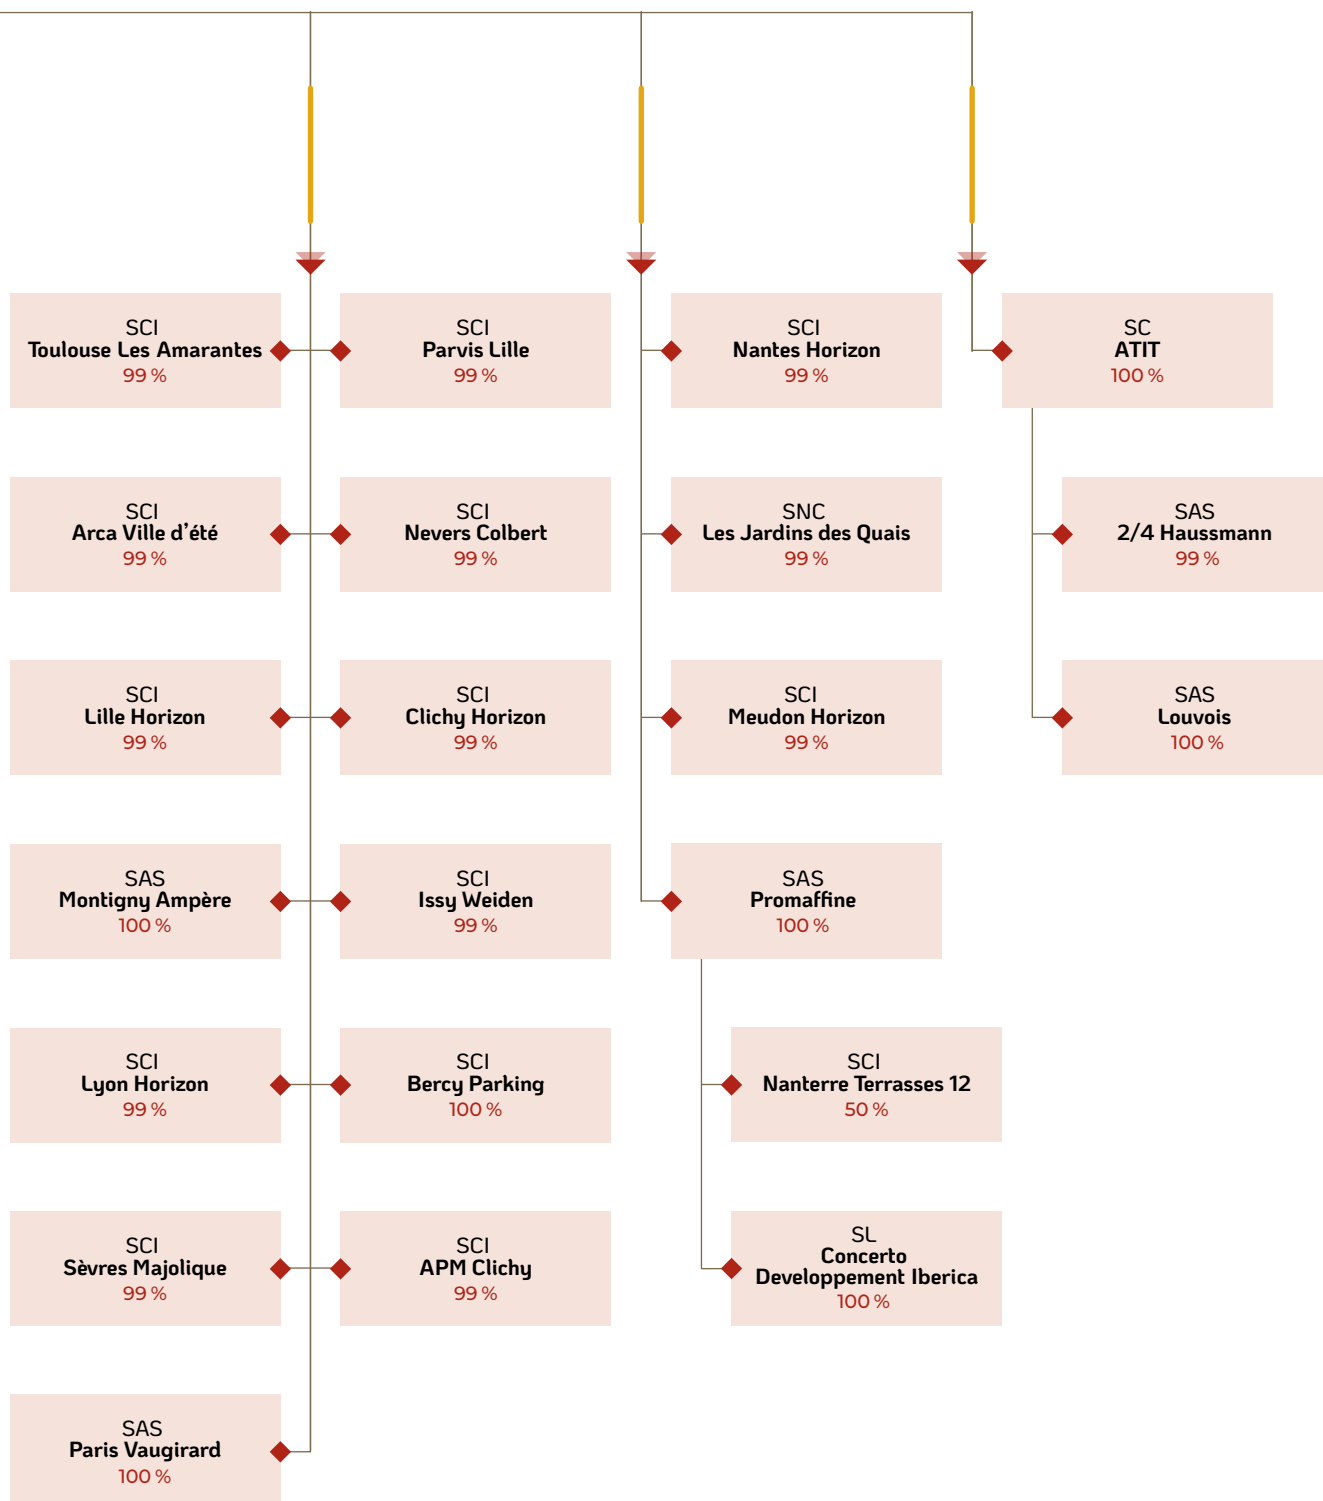 SCI
Toulouse Les Amarantes
99 %
SCI
Parvis Lille
99 %
SCI
Nantes Horizon
99 %
SC
ATIT
100 %
SCI
Arca Ville d’été
99 %
SCI
Nevers Colbert
99 %
SNC
Les Jardins des Quais
99 %
SAS
2/4 Haussmann
99 %
SCI
Lille Horizon
99 %
SCI
Clichy Horizon
99 %
SCI
Meudon Horizon
99 %
SAS
Louvois
100 %
SAS
Montigny Ampère
100 %
SCI
Issy Weiden
99 %
SAS
Promaffine
100 %
SCI
Lyon Horizon
99 %
SCI
Bercy Parking
100 %
SCI
Nanterre Terrasses 12
50 %
SCI
Sèvres Majolique
99 %
SCI
APM Clichy
99 %
SL
Concerto
Developpement Iberica
100 %
SAS
Paris Vaugirard
100 %